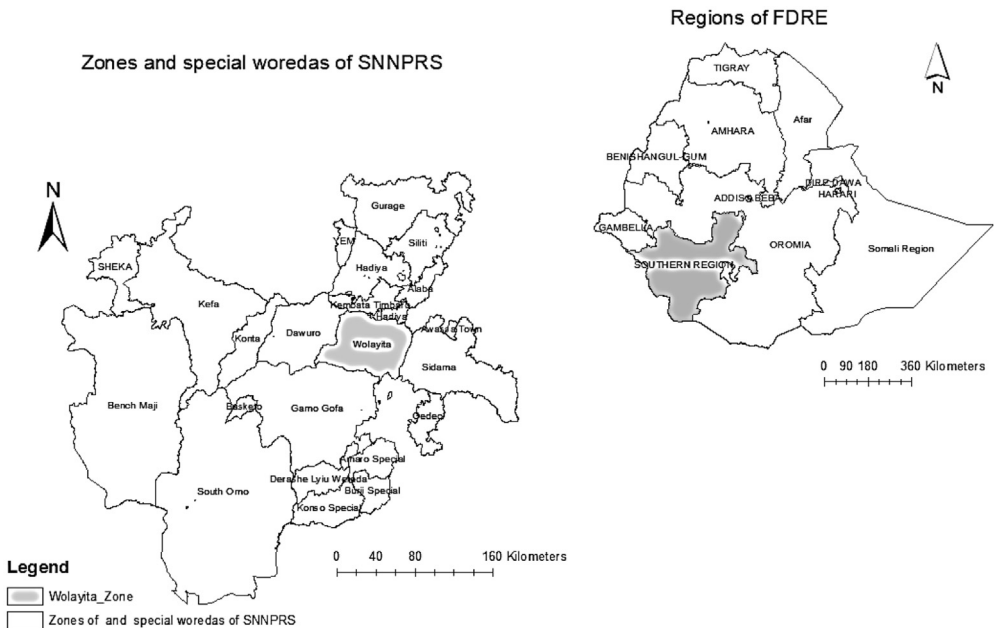 Regions of FDRE
Zones and special woredas of SNNPRS
N
TIGRAY
Afar
AMHARA
BENISHANGUL-GUM
DIRE DAWA
HARARI
ADDIS ABEBA
GAMBELLA
OROMIA
Somali Region
SOUTHERN REGION
0 90 180 360 Kilometers
N
Gurage
YEM
Siliti
SHEKA
Hadiya
Alaba
Kefa
Kembata Timbaro
Hadiya
Awassa Town
Konta
Dawuro
Wolayita
Sidama
Bench Maji
Basketo
Gamo Gofa
Gedeo
Amaro Special
Derashe Lyiu Woreda
South Omo
Burji Special
Konso Special
0 40 80 160 Kilometers
Legend
Wolayita_Zone
Zones of and special woredas of SNNPRS